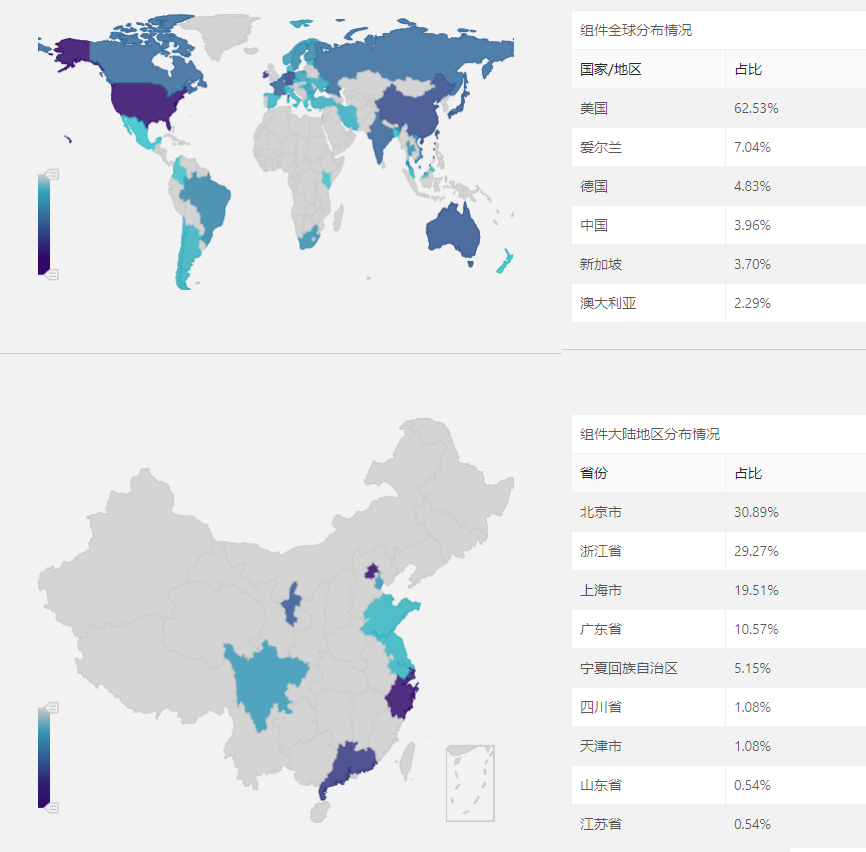 组件全球分布情况
国家/地区 占比
美国 62.53%
爱尔兰 7.04%
德国 4.83%
中国 3.96%
新加坡 3.70%
澳大利亚 2.29%
组件大陆地区分布情况
省份 占比
北京市 30.89%
浙江省 29.27%
上海市 19.51%
广东省 10.57%
宁夏回族自治区 5.15%
四川省 1.08%
天津市 1.08%
山东省 0.54%
江苏省 0.54%